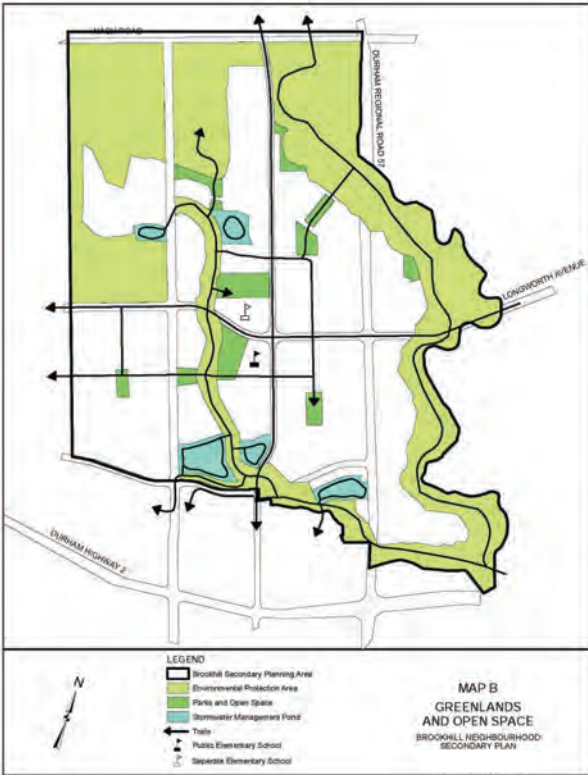 NASH ROAD
DURHAM REGIONAL ROAD 57
LONGWORTH AVENUE
DURHAM HIGHWAY 2
LEGEND
Brookhill Secondary Planning Area
Environmental Protection Area
Parks and Open Space
Stormwater Management Pond
Trails
Public Elementary School
Separate Elementary School
N
MAP B
GREENLANDS
AND OPEN SPACE
BROOKHILL NEIGHBOURHOOD
SECONDARY PLAN